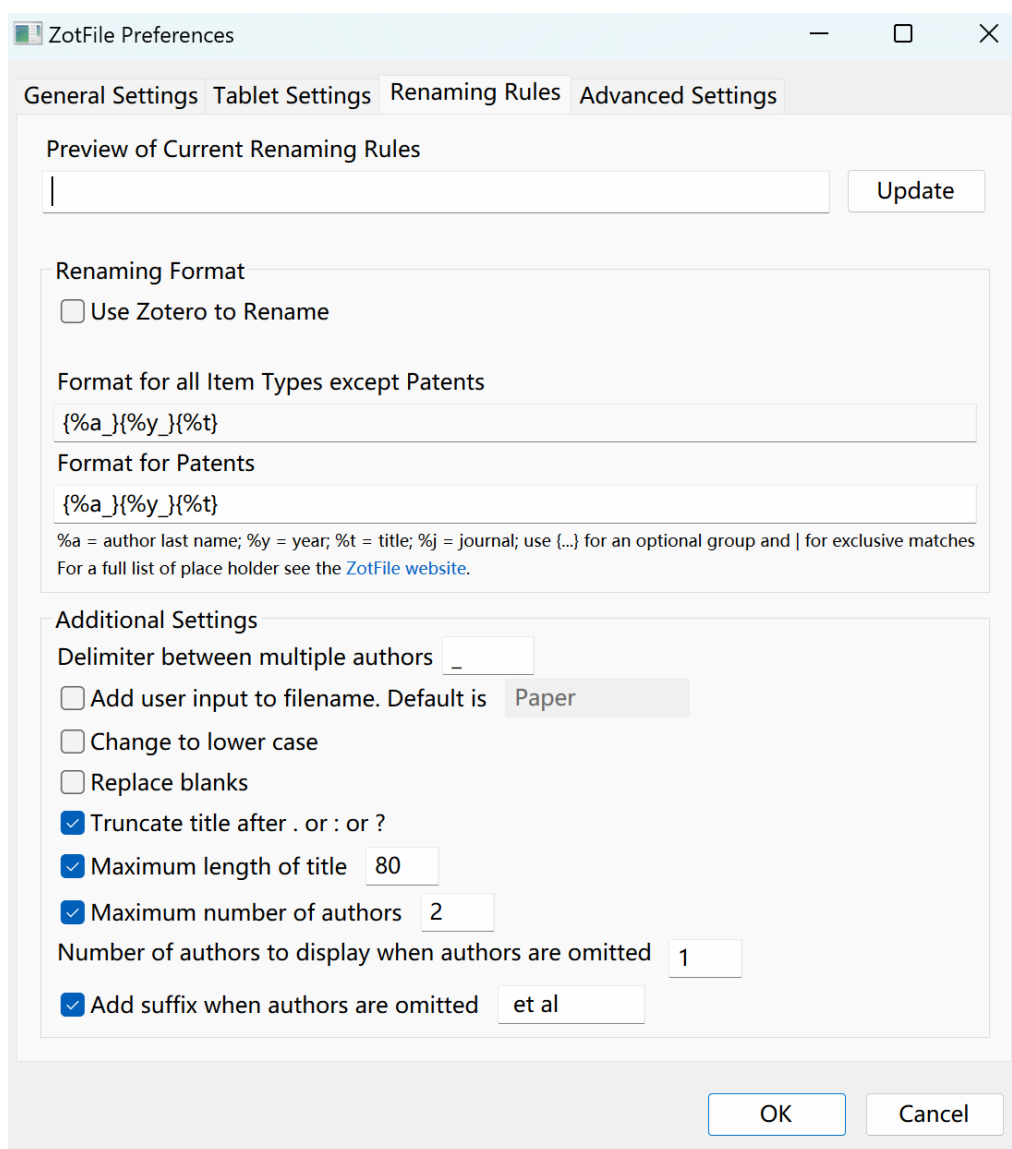 ZotFile Preferences
General Settings Tablet Settings Renaming Rules Advanced Settings
Preview of Current Renaming Rules
Update
Renaming Format
Use Zotero to Rename
Format for all Item Types except Patents
{%a_}{%y_}{%t}
Format for Patents
{%a_}{%y_}{%t}
%a = author last name; %y = year; %t = title; %j = journal; use {...} for an optional group and | for exclusive matches
For a full list of place holder see the ZotFile website.
Additional Settings
Delimiter between multiple authors _
Add user input to filename. Default is Paper
Change to lower case
Replace blanks
Truncate title after . or : or ?
Maximum length of title 80
Maximum number of authors 2
Number of authors to display when authors are omitted 1
Add suffix when authors are omitted et al
OK Cancel